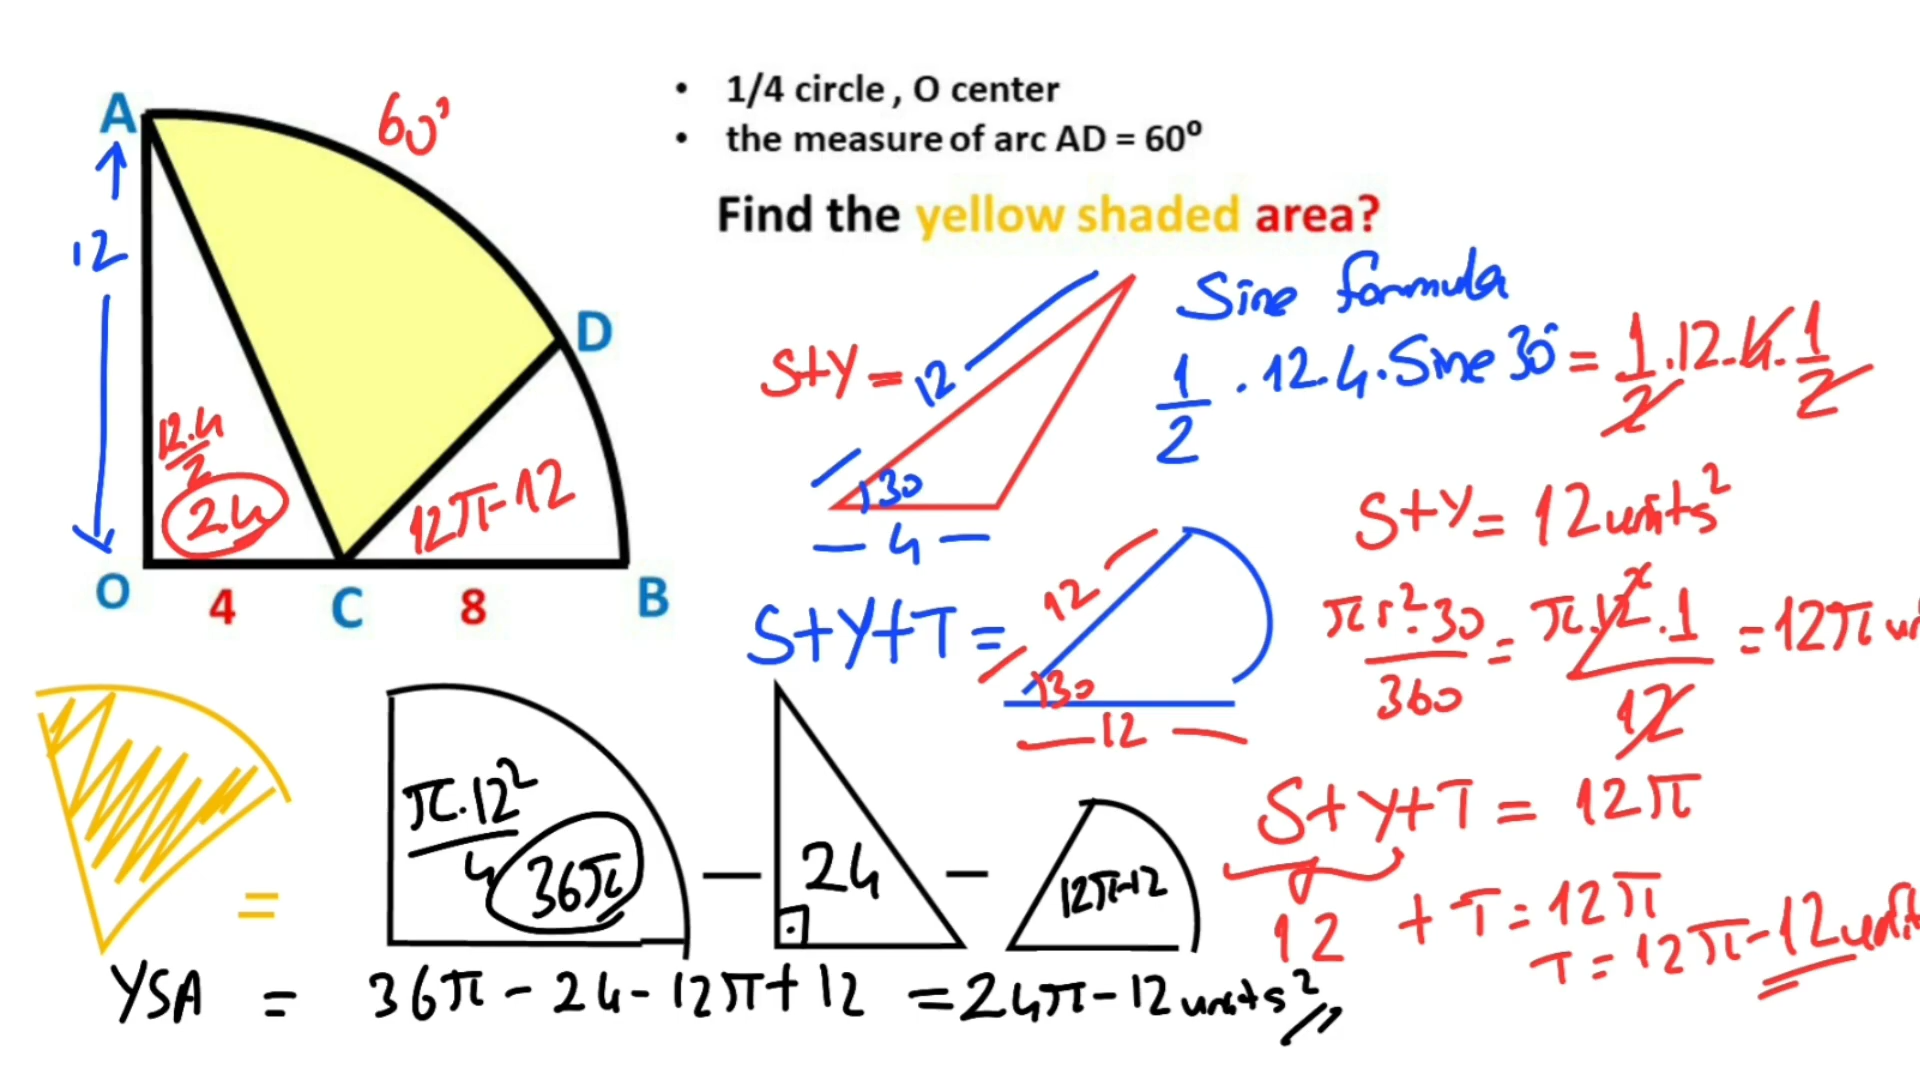 • 1/4 circle, O center
• the measure of arc AD = 60º
Find the yellow shaded area?
A
60°
12
D
12.4
2
24
12π-12
O
4
C
8
B
S+Y=
12
30
4
Sine formula
1/2 . 12.4.Sine 30° = 1/2 .12.4. 1/2
S+Y= 12 units²
S+Y+T =
12
30
12
πr².30/360 = π.12².1/12 = 12π
S+Y+T = 12π
12 + T = 12π
T = 12π-12
= π.12²/4 36π - 24 - 12π-12
YSA = 36π - 24 - 12π + 12 = 24π - 12 units²